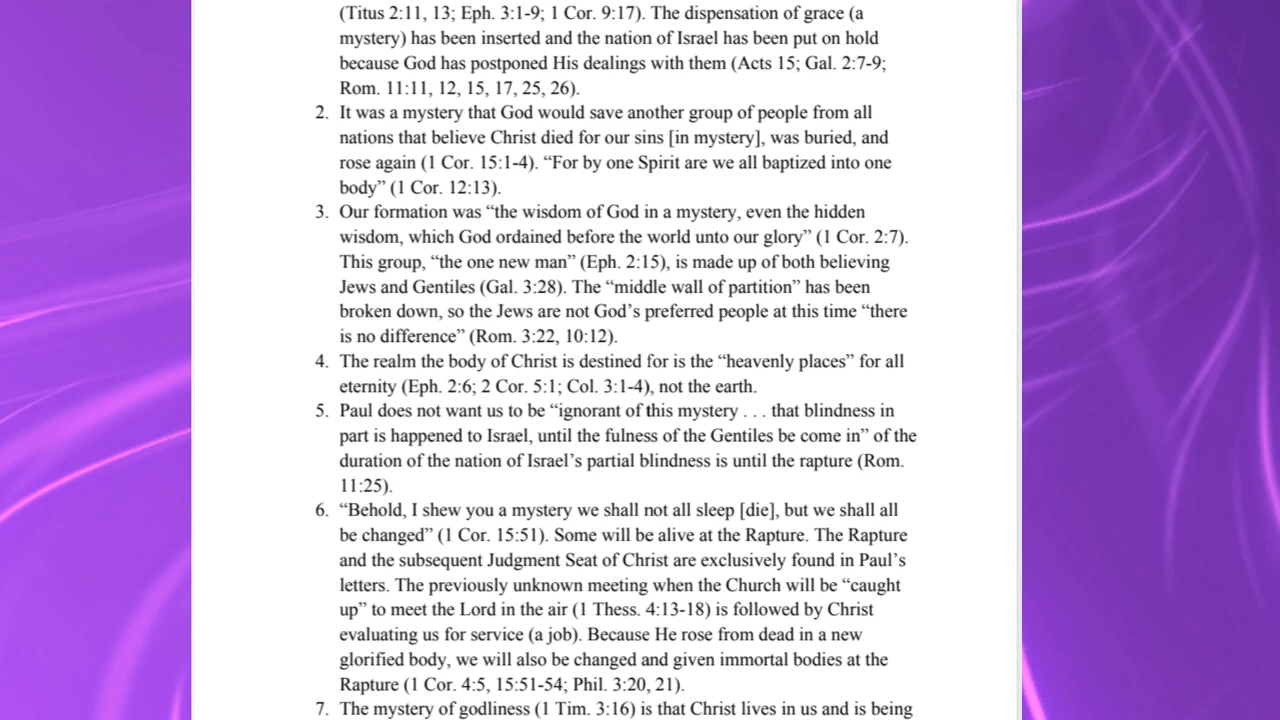 (Titus 2:11, 13; Eph. 3:1-9; 1 Cor. 9:17). The dispensation of grace (a
mystery) has been inserted and the nation of Israel has been put on hold
because God has postponed His dealings with them (Acts 15; Gal. 2:7-9;
Rom. 11:11, 12, 15, 17, 25, 26).
2. It was a mystery that God would save another group of people from all
nations that believe Christ died for our sins [in mystery], was buried, and
rose again (1 Cor. 15:1-4). “For by one Spirit are we all baptized into one
body” (1 Cor. 12:13).
3. Our formation was “the wisdom of God in a mystery, even the hidden
wisdom, which God ordained before the world unto our glory” (1 Cor. 2:7).
This group, “the one new man” (Eph. 2:15), is made up of both believing
Jews and Gentiles (Gal. 3:28). The “middle wall of partition” has been
broken down, so the Jews are not God’s preferred people at this time “there
is no difference” (Rom. 3:22, 10:12).
4. The realm the body of Christ is destined for is the “heavenly places” for all
eternity (Eph. 2:6; 2 Cor. 5:1; Col. 3:1-4), not the earth.
5. Paul does not want us to be “ignorant of this mystery . . . that blindness in
part is happened to Israel, until the fulness of the Gentiles be come in” of the
duration of the nation of Israel’s partial blindness is until the rapture (Rom.
11:25).
6. “Behold, I shew you a mystery we shall not all sleep [die], but we shall all
be changed” (1 Cor. 15:51). Some will be alive at the Rapture. The Rapture
and the subsequent Judgment Seat of Christ are exclusively found in Paul’s
letters. The previously unknown meeting when the Church will be “caught
up” to meet the Lord in the air (1 Thess. 4:13-18) is followed by Christ
evaluating us for service (a job). Because He rose from dead in a new
glorified body, we will also be changed and given immortal bodies at the
Rapture (1 Cor. 4:5, 15:51-54; Phil. 3:20, 21).
7. The mystery of godliness (1 Tim. 3:16) is that Christ lives in us and is being